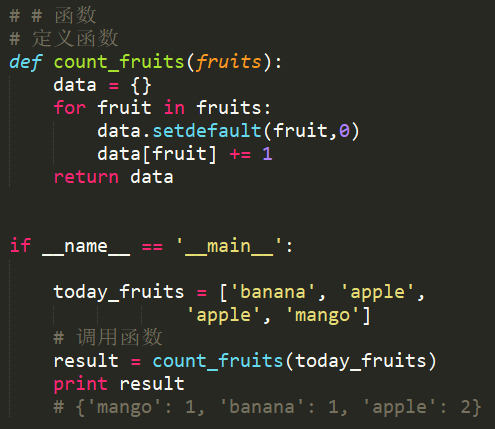 # # 函数
# 定义函数
def count_fruits(fruits):
    data = {}
    for fruit in fruits:
        data.setdefault(fruit,0)
        data[fruit] += 1
    return data
if __name__ == '__main__':
    today_fruits = ['banana', 'apple',
                'apple', 'mango']
    # 调用函数
    result = count_fruits(today_fruits)
    print result
    # {'mango': 1, 'banana': 1, 'apple': 2}